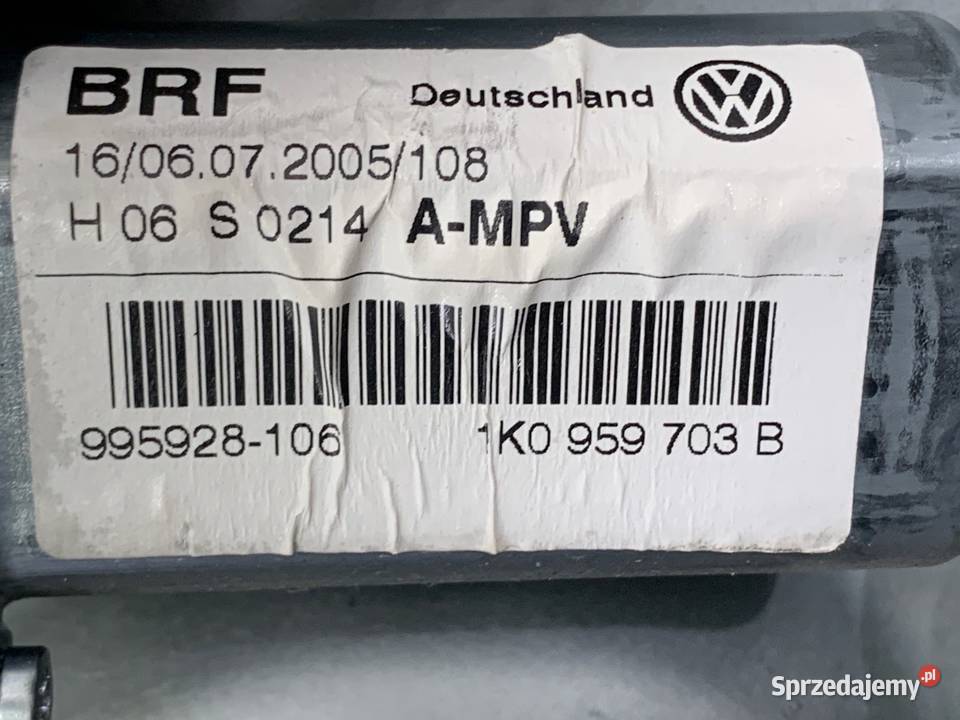 BRF Deutschland
16/06.07.2005/108
H 06 S 0214 A-MPV
995928-106 1K0 959 703 B
Sprzedajemy.pl